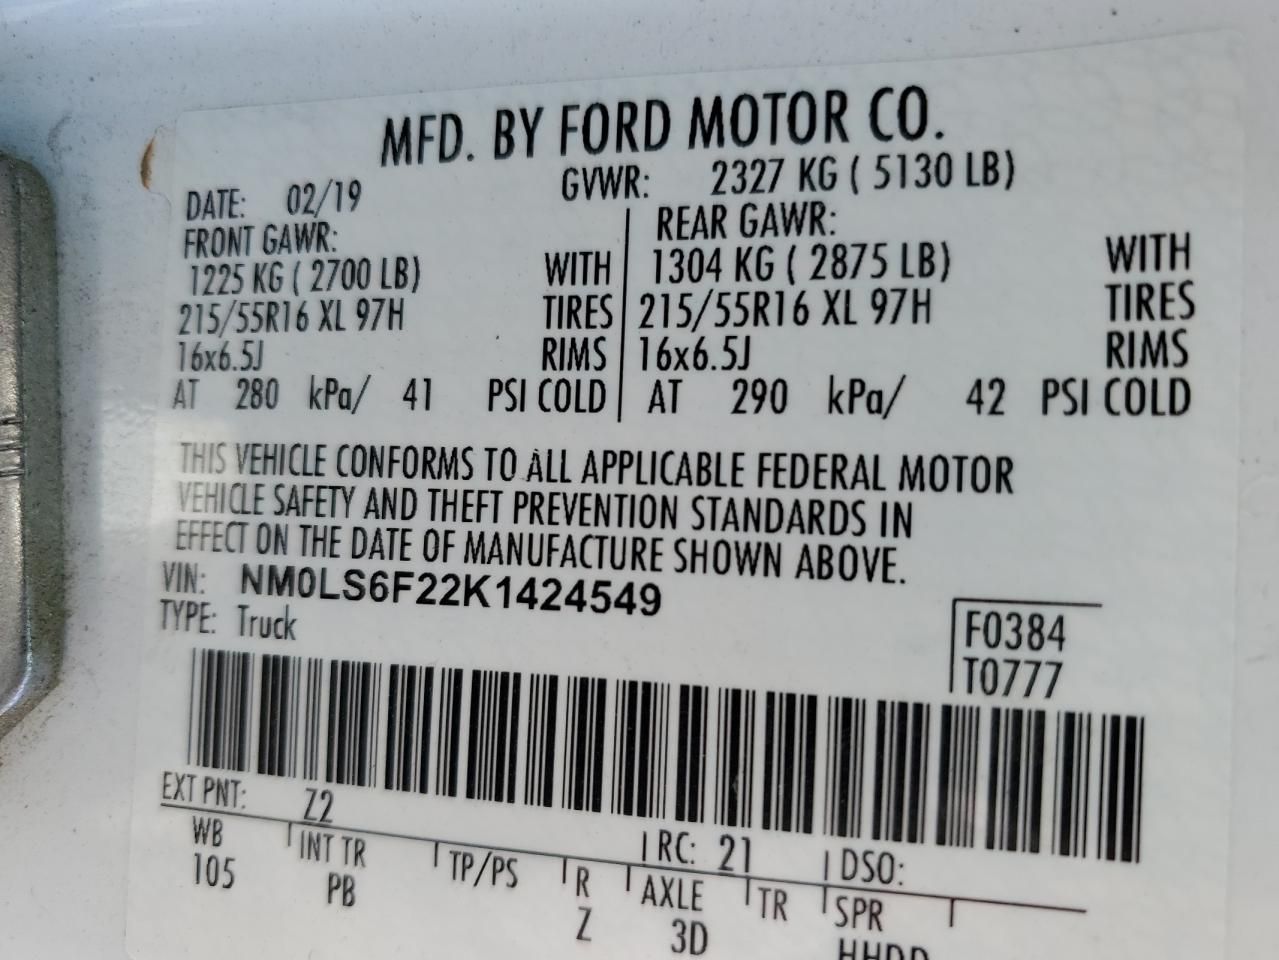 MFD. BY FORD MOTOR CO.
DATE: 02/19 GVWR: 2327 KG ( 5130 LB)
FRONT GAWR: REAR GAWR:
1225 KG ( 2700 LB) WITH 1304 KG ( 2875 LB) WITH
215/55R16 XL 97H TIRES 215/55R16 XL 97H TIRES
16x6.5J RIMS 16x6.5J RIMS
AT 280 kPa/ 41 PSI COLD AT 290 kPa/ 42 PSI COLD
THIS VEHICLE CONFORMS TO ALL APPLICABLE FEDERAL MOTOR
VEHICLE SAFETY AND THEFT PREVENTION STANDARDS IN
EFFECT ON THE DATE OF MANUFACTURE SHOWN ABOVE.
VIN: NM0LS6F22K1424549
TYPE: Truck
F0384
T0777
EXT PNT: Z2 RC: 21 DSO:
WB INT TR TP/PS R AXLE TR SPR
105 PB Z 3D HHDD